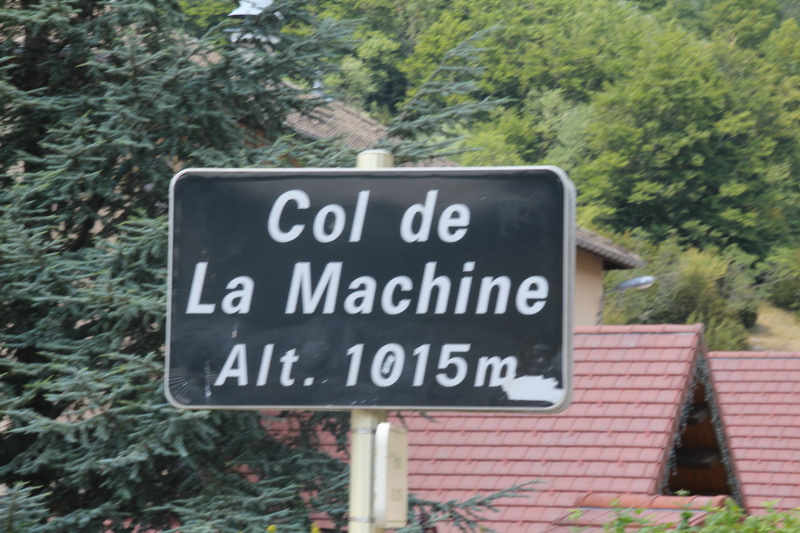 Col de
La Machine
Alt. 1015m